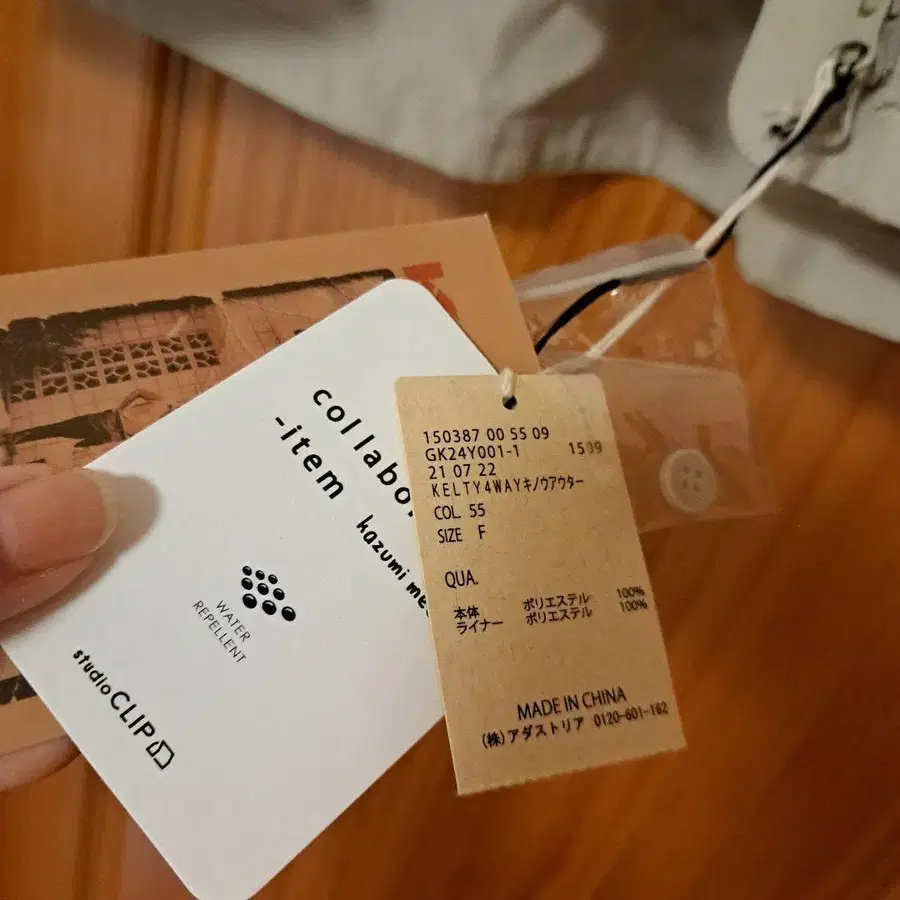 collabo
-item
kazumi
WATER
REPELLENT
studio CLIP
150387 00 55 09
GK24Y001-1
21 07 22
KELTY4WAYキノウアウター
COL. 55
SIZE F
QUA.
本体 ポリエステル 100%
ライナー ポリエステル 100%
MADE IN CHINA
(株)アダストリア 0120-601-162